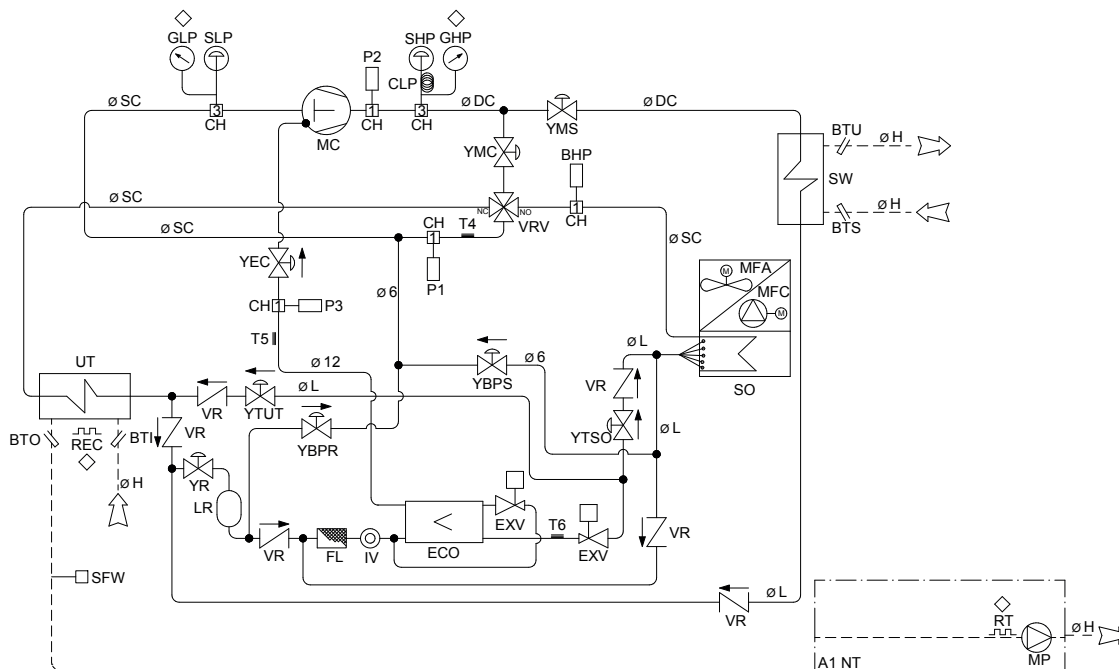 GLP SLP SHP GHP
P2
CLP
Ø SC 3 1 3 Ø DC Ø DC
CH MC CH CH YMS
BTU Ø H
YMC BHP SW
Ø SC NC NO 1 Ø H
VRV CH BTS
CH T4
Ø SC 1 Ø SC
YEC P1
MFA
M
Ø 6 MFC
CH 1 P3 M
T5
Ø L
Ø 12 Ø 6
UT YBPS VR SO
Ø L
VR YTUT
BTO REC BTI VR YTSO Ø L
YBPR
YR
Ø H LR EXV
T6
VR FL IV ECO EXV VR
SFW
Ø L
VR
RT Ø H
A1 NT MP